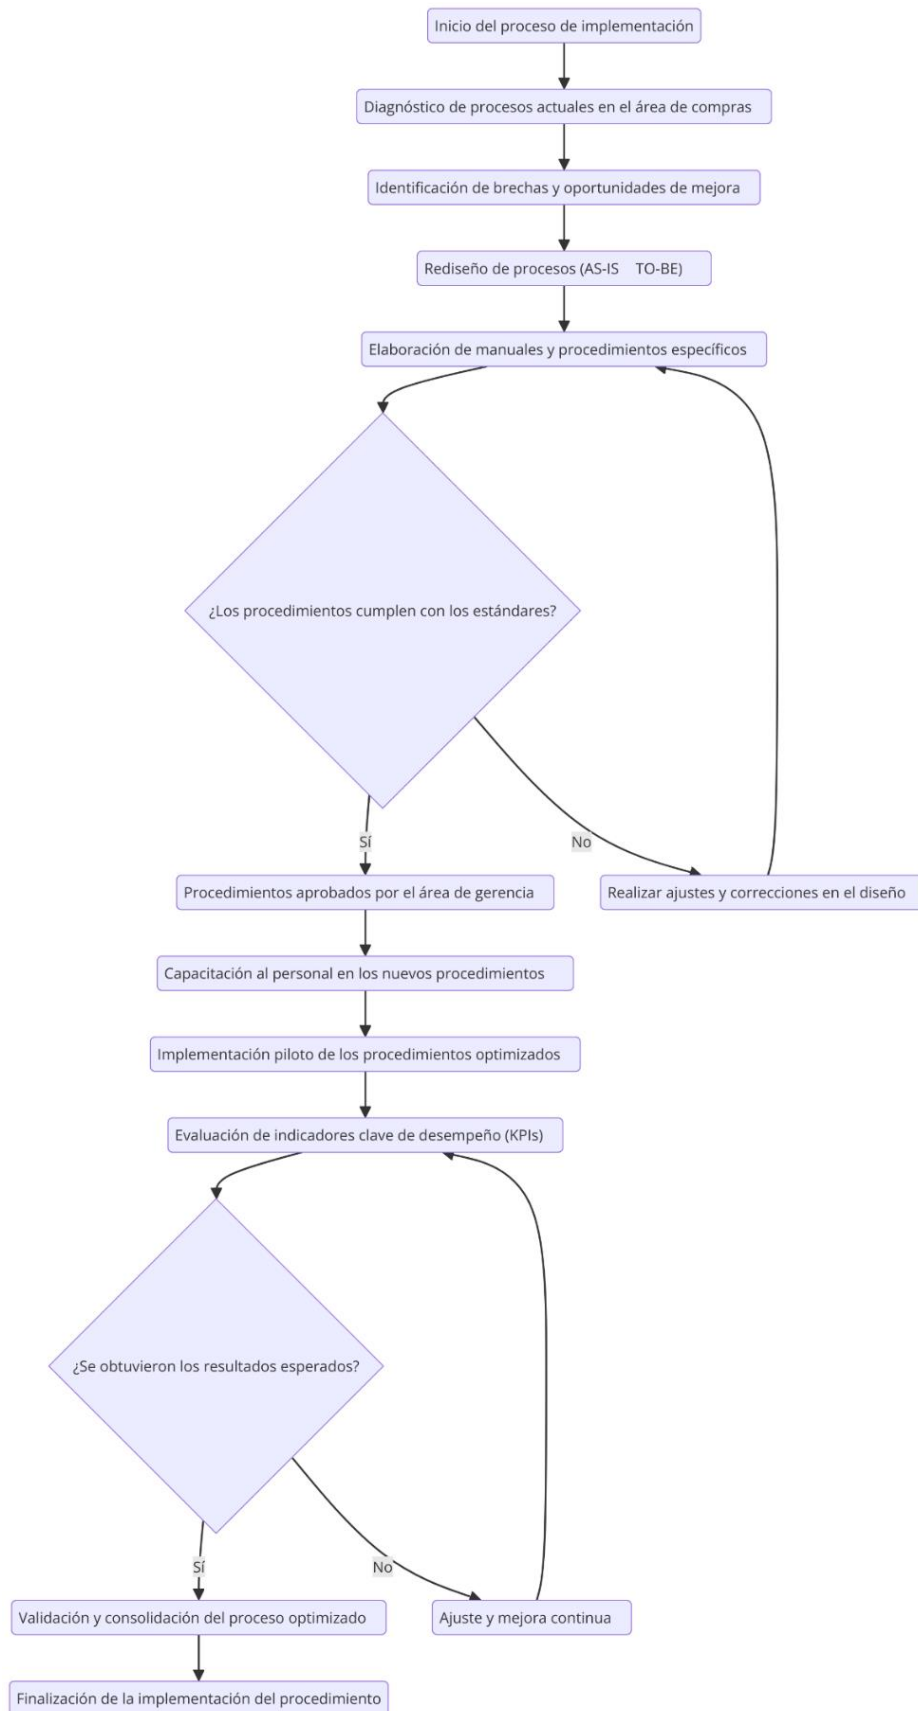 Inicio del proceso de implementación
Diagnóstico de procesos actuales en el área de compras
Identificación de brechas y oportunidades de mejora
Rediseño de procesos (AS-IS TO-BE)
Elaboración de manuales y procedimientos específicos
¿Los procedimientos cumplen con los estándares?
Sí
No
Procedimientos aprobados por el área de gerencia
Realizar ajustes y correcciones en el diseño
Capacitación al personal en los nuevos procedimientos
Implementación piloto de los procedimientos optimizados
Evaluación de indicadores clave de desempeño (KPIs)
¿Se obtuvieron los resultados esperados?
Sí
No
Validación y consolidación del proceso optimizado
Ajuste y mejora continua
Finalización de la implementación del procedimiento